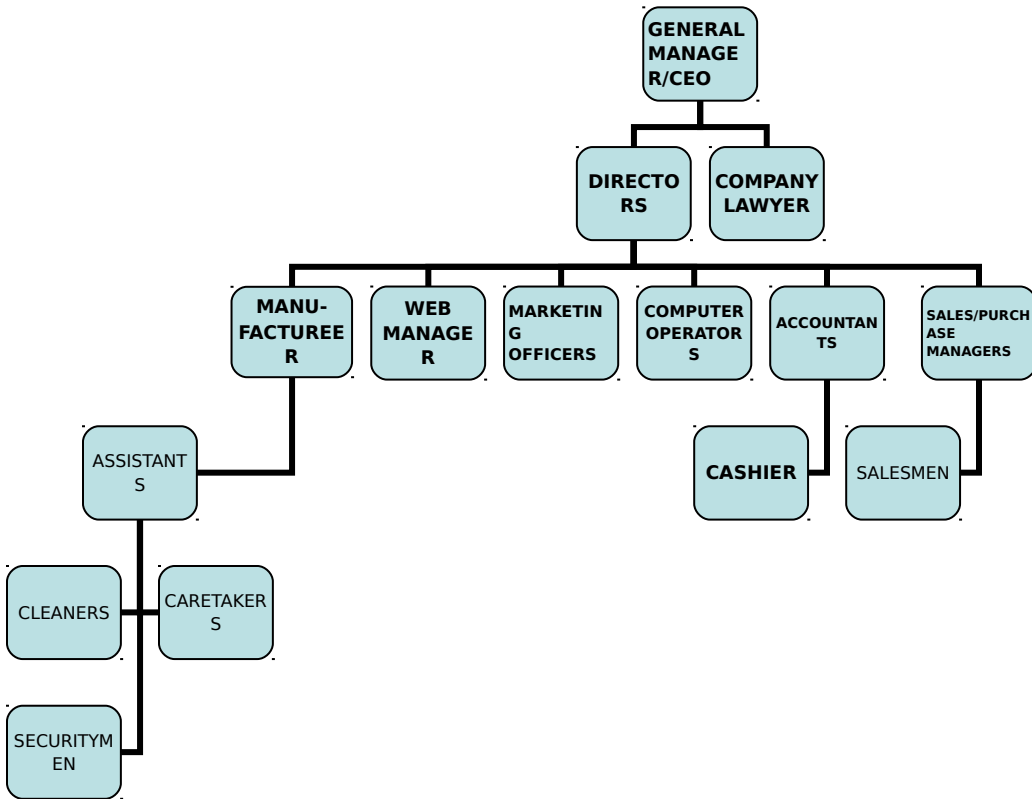 GENERAL
MANAGE
R/CEO
DIRECTO
RS
COMPANY
LAWYER
MANU-
FACTUREE
R
WEB
MANAGE
R
MARKETIN
G
OFFICERS
COMPUTER
OPERATOR
S
ACCOUNTAN
TS
SALES/PURCH
ASE
MANAGERS
ASSISTANT
S
CASHIER
SALESMEN
CLEANERS
CARETAKER
S
SECURITYM
EN